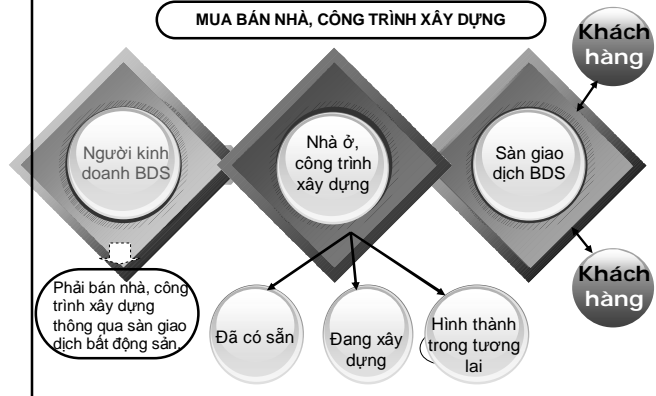 MUA BÁN NHÀ, CÔNG TRÌNH XÂY DỰNG
Khách
hàng
Người kinh
doanh BDS
Nhà ở,
công trình
xây dựng
Sàn giao
dịch BDS
Phải bán nhà, công
trình xây dựng
thông qua sàn giao
dịch bất động sản.
Đã có sẵn
Đang xây
dựng
Hình thành
trong tương
lai
Khách
hàng